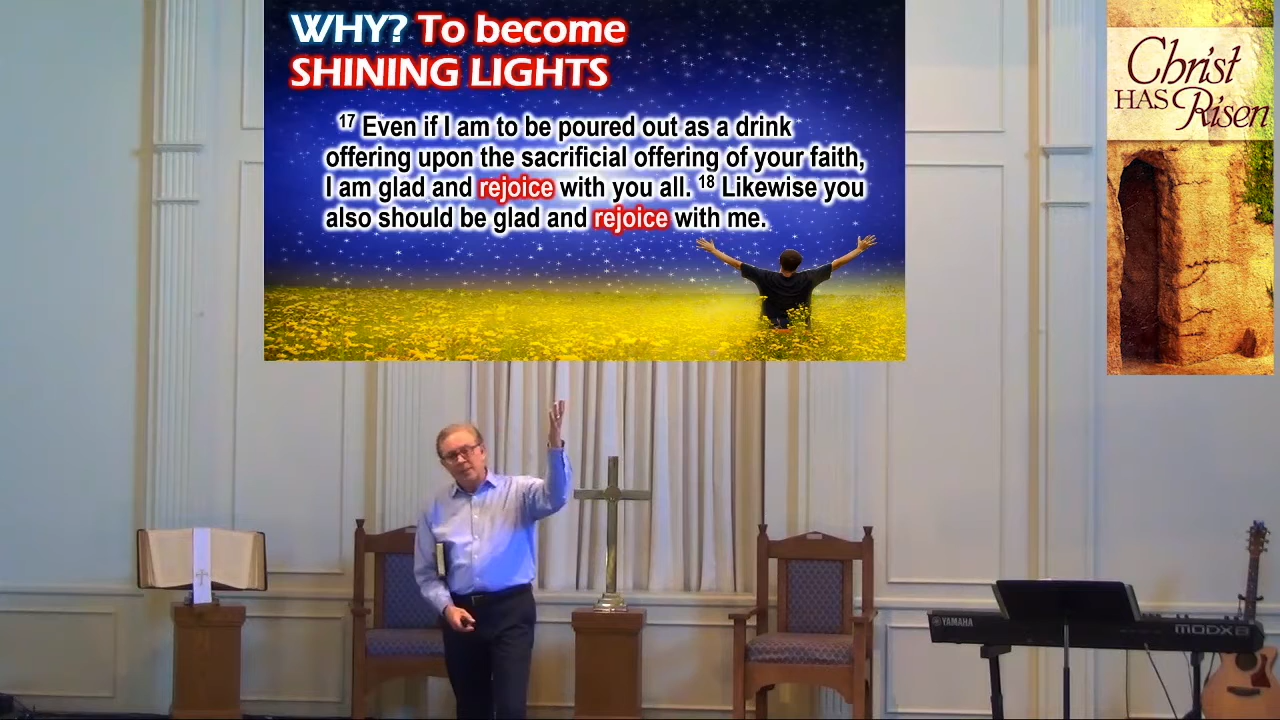 WHY? To become
SHINING LIGHTS
17 Even if I am to be poured out as a drink
offering upon the sacrificial offering of your faith,
I am glad and rejoice with you all. 18 Likewise you
also should be glad and rejoice with me.
Christ
HAS Risen
YAMAHA
MODX8